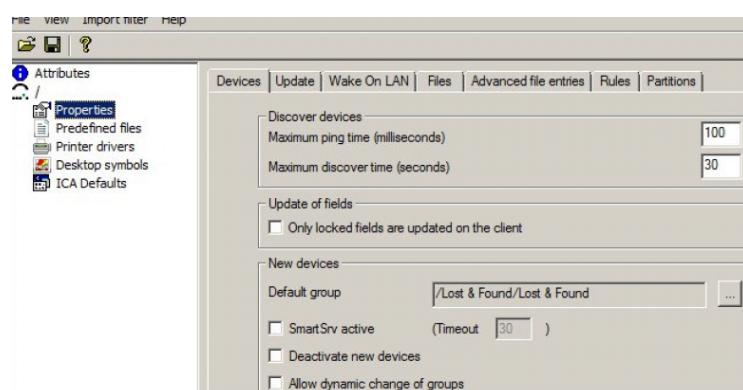 File View Import filter Help
Attributes
/
Properties
Predefined files
Printer drivers
Desktop symbols
ICA Defaults
Devices Update Wake On LAN Files Advanced file entries Rules Partitions
Discover devices
Maximum ping time (milliseconds) 100
Maximum discover time (seconds) 30
Update of fields
Only locked fields are updated on the client
New devices
Default group /Lost & Found/Lost & Found ...
SmartSrv active (Timeout 30 )
Deactivate new devices
Allow dynamic change of groups